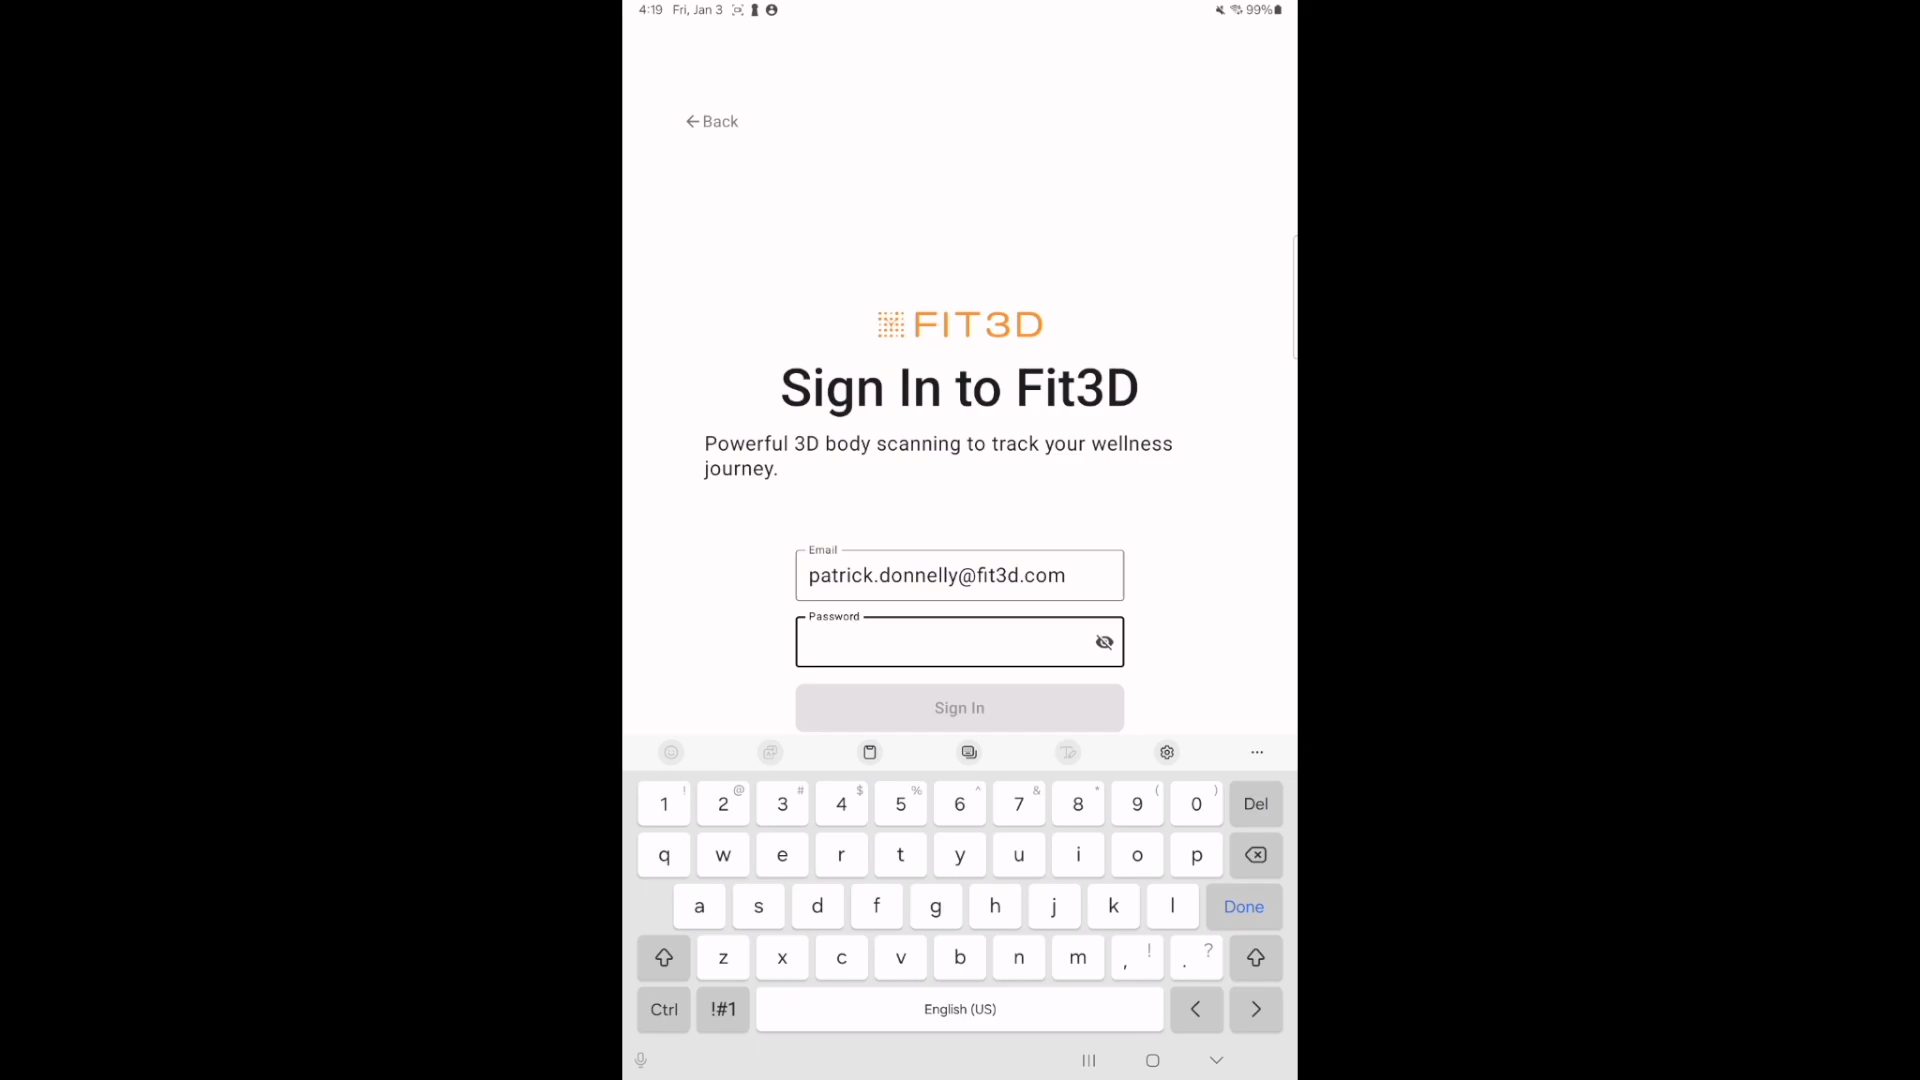 4:19 Fri, Jan 3 99%
Back
FIT3D
Sign In to Fit3D
Powerful 3D body scanning to track your wellness
journey.
Email
patrick.donnelly@fit3d.com
Password
Sign In
1 ! 2 @ 3 # 4 $ 5 % 6 ^ 7 & 8 * 9 ( 0 ) Del
q w e r t y u i o p
a s d f g h j k l Done
z x c v b n m , ! . ?
Ctrl !#1 English (US) < >